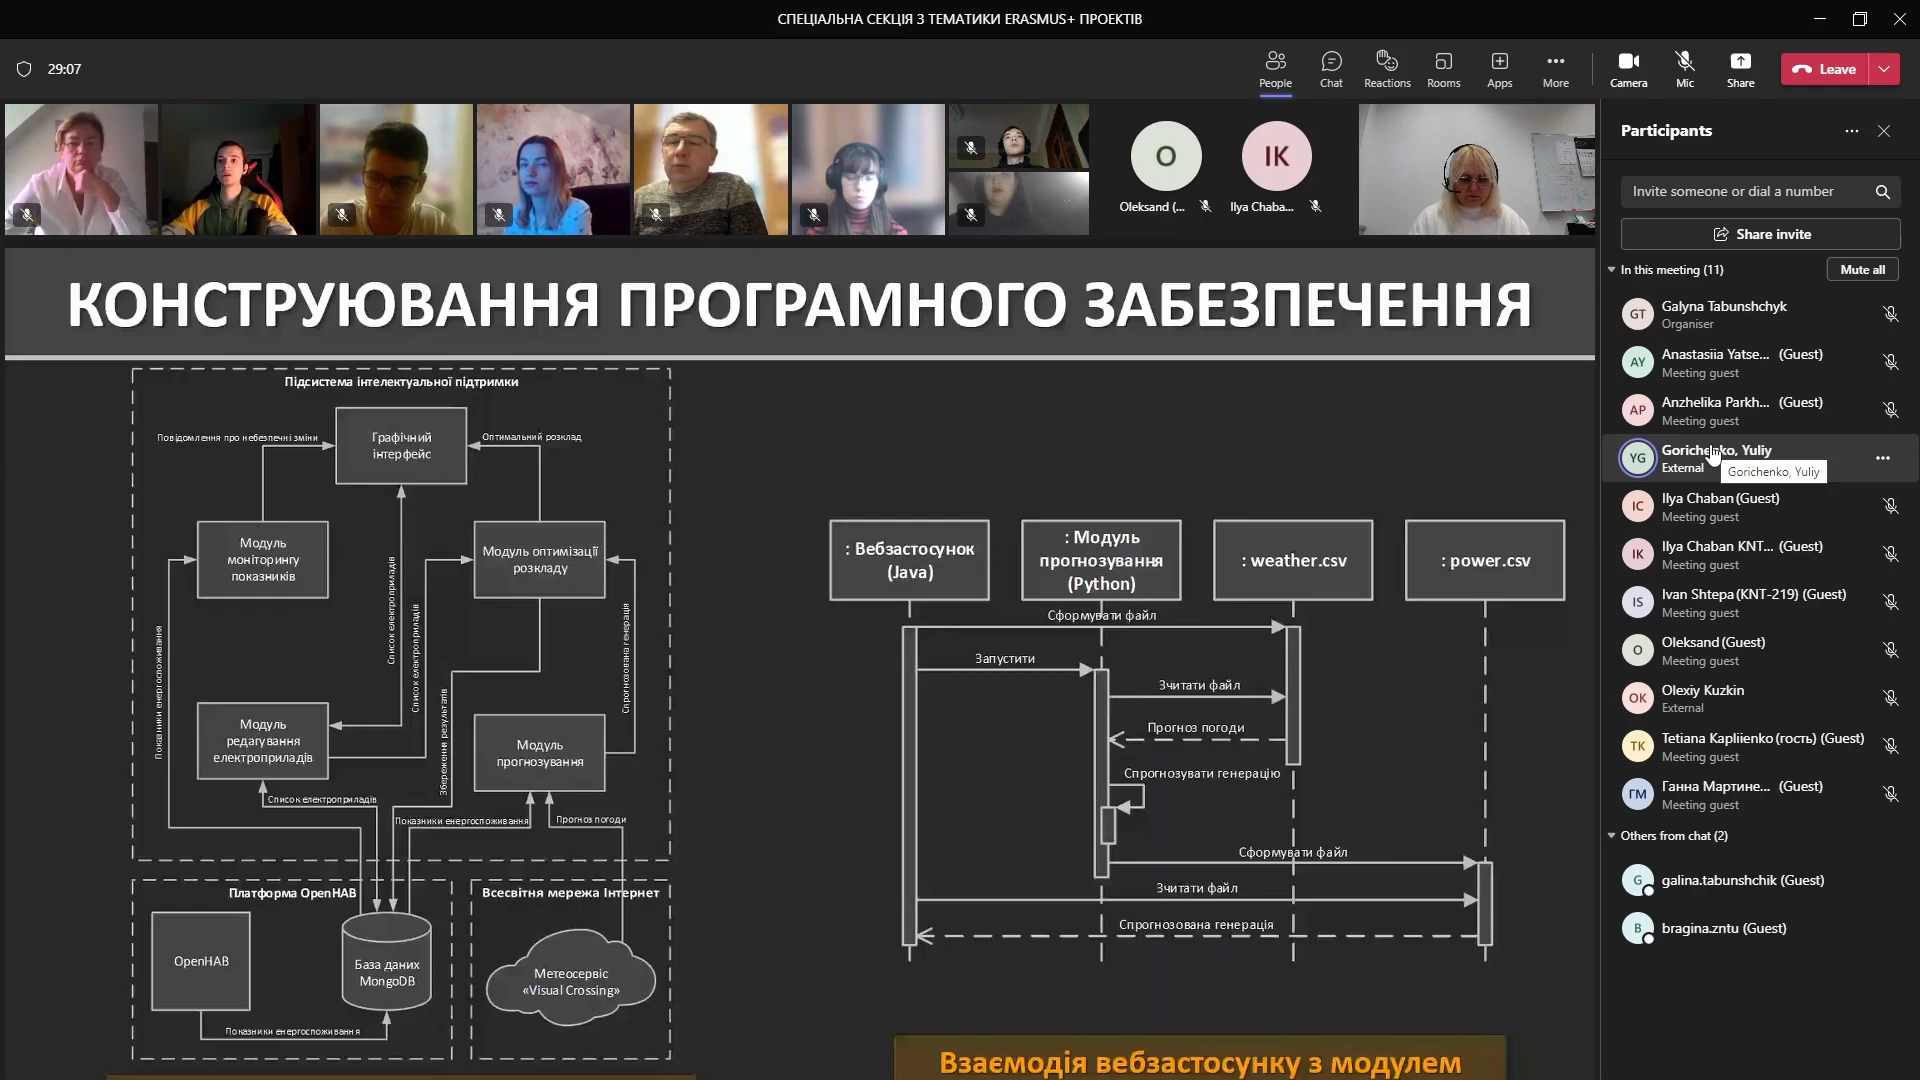 СПЕЦІАЛЬНА СЕКЦІЯ З ТЕМАТИКИ ERASMUS+ ПРОЕКТІВ
29:07
People
Chat
Reactions
Rooms
Apps
More
Camera
Mic
Share
Leave
O
IK
Oleksand (...
Ilya Chaba...
КОНСТРУЮВАННЯ ПРОГРАМНОГО ЗАБЕЗПЕЧЕННЯ
Підсистема інтелектуальної підтримки
Повідомлення про небезпечні зміни
Графічний
інтерфейс
Оптимальний розклад
Модуль
моніторингу
показників
Модуль оптимізації
розкладу
Показники енергоспоживання
Список електроприладів
Список електроприладів
Збереження результатів
Спрогнозована генерація
Модуль
редагування
електроприладів
Модуль
прогнозування
Список електроприладів
Показники енергоспоживання
Прогноз погоди
Платформа OpenHAB
OpenHAB
База даних
MongoDB
Показники енергоспоживання
Всесвітня мережа Інтернет
Метеосервіс
«Visual Crossing»
: Вебзастосунок
(Java)
: Модуль
прогнозування
(Python)
: weather.csv
: power.csv
Сформувати файл
Запустити
Зчитати файл
Прогноз погоди
Спрогнозувати генерацію
Сформувати файл
Зчитати файл
Спрогнозована генерація
Взаємодія вебзастосунку з модулем
Participants
Invite someone or dial a number
Share invite
In this meeting (11)
Mute all
GT
Galyna Tabunshchyk
Organiser
AY
Anastasiia Yatse... (Guest)
Meeting guest
AP
Anzhelika Parkh... (Guest)
Meeting guest
YG
Gorichenko, Yuliy
External
Gorichenko, Yuliy
IC
Ilya Chaban (Guest)
Meeting guest
IK
Ilya Chaban KNT... (Guest)
Meeting guest
IS
Ivan Shtepa (KNT-219) (Guest)
Meeting guest
O
Oleksand (Guest)
Meeting guest
OK
Olexiy Kuzkin
External
TK
Tetiana Kapliienko (гость) (Guest)
Meeting guest
ГМ
Ганна Мартине... (Guest)
Meeting guest
Others from chat (2)
G
galina.tabunshchik (Guest)
B
bragina.zntu (Guest)